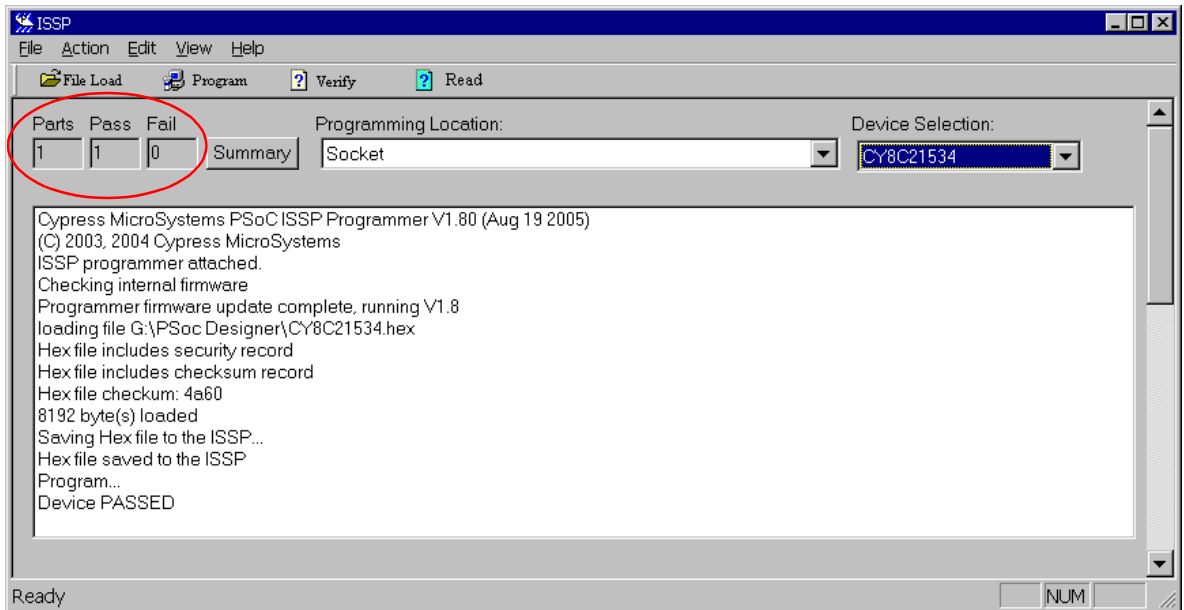 ISSP
File Action Edit View Help
File Load Program Verify Read
Parts Pass Fail Programming Location: Device Selection:
1 1 0 Summary Socket CY8C21534
Cypress MicroSystems PSoC ISSP Programmer V1.80 (Aug 19 2005)
(C) 2003, 2004 Cypress MicroSystems
ISSP programmer attached.
Checking internal firmware
Programmer firmware update complete, running V1.8
loading file G:\PSoc Designer\CY8C21534.hex
Hex file includes security record
Hex file includes checksum record
Hex file checkum: 4a60
8192 byte(s) loaded
Saving Hex file to the ISSP...
Hex file saved to the ISSP
Program...
Device PASSED
Ready NUM